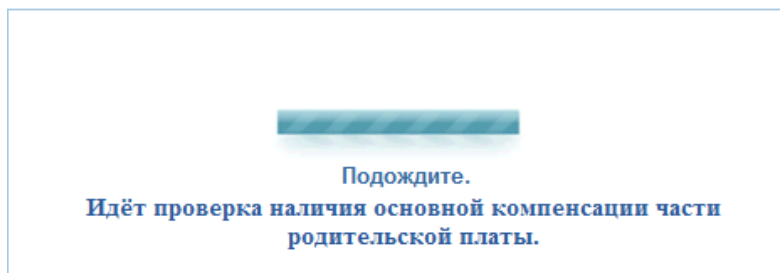 Подождите.
Идёт проверка наличия основной компенсации части
родительской платы.